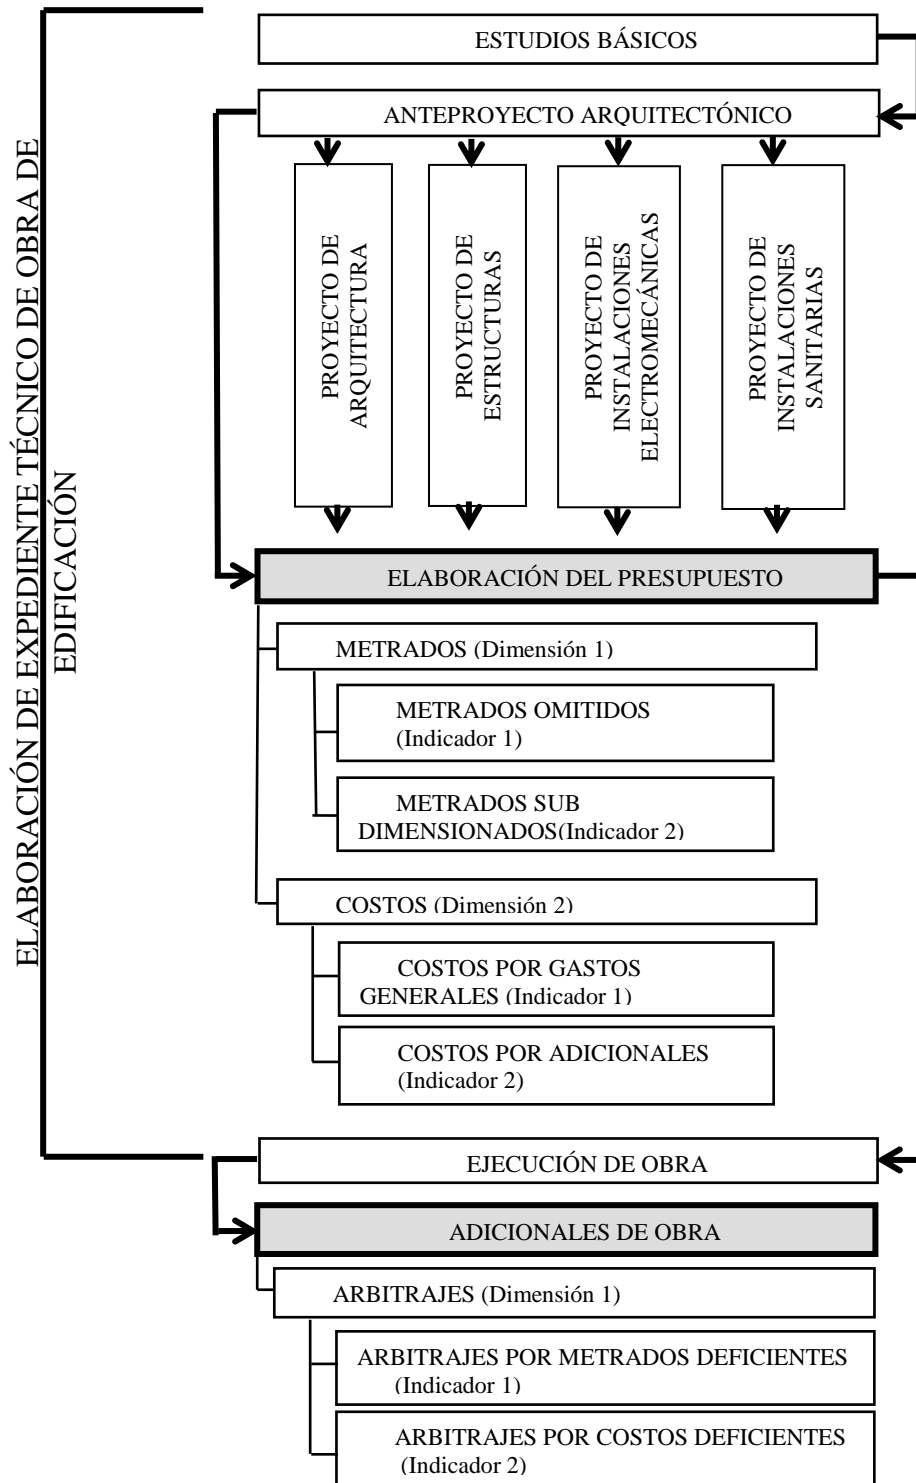 ELABORACIÓN DE EXPEDIENTE TÉCNICO DE OBRA DE
EDIFICACIÓN
ESTUDIOS BÁSICOS
ANTEPROYECTO ARQUITECTÓNICO
PROYECTO DE
ARQUITECTURA
PROYECTO DE
ESTRUCTURAS
PROYECTO DE
INSTALACIONES
ELECTROMECÁNICAS
PROYECTO DE
INSTALACIONES
SANITARIAS
ELABORACIÓN DEL PRESUPUESTO
METRADOS (Dimensión 1)
METRADOS OMITIDOS
(Indicador 1)
METRADOS SUB
DIMENSIONADOS(Indicador 2)
COSTOS (Dimensión 2)
COSTOS POR GASTOS
GENERALES (Indicador 1)
COSTOS POR ADICIONALES
(Indicador 2)
EJECUCIÓN DE OBRA
ADICIONALES DE OBRA
ARBITRAJES (Dimensión 1)
ARBITRAJES POR METRADOS DEFICIENTES
(Indicador 1)
ARBITRAJES POR COSTOS DEFICIENTES
(Indicador 2)